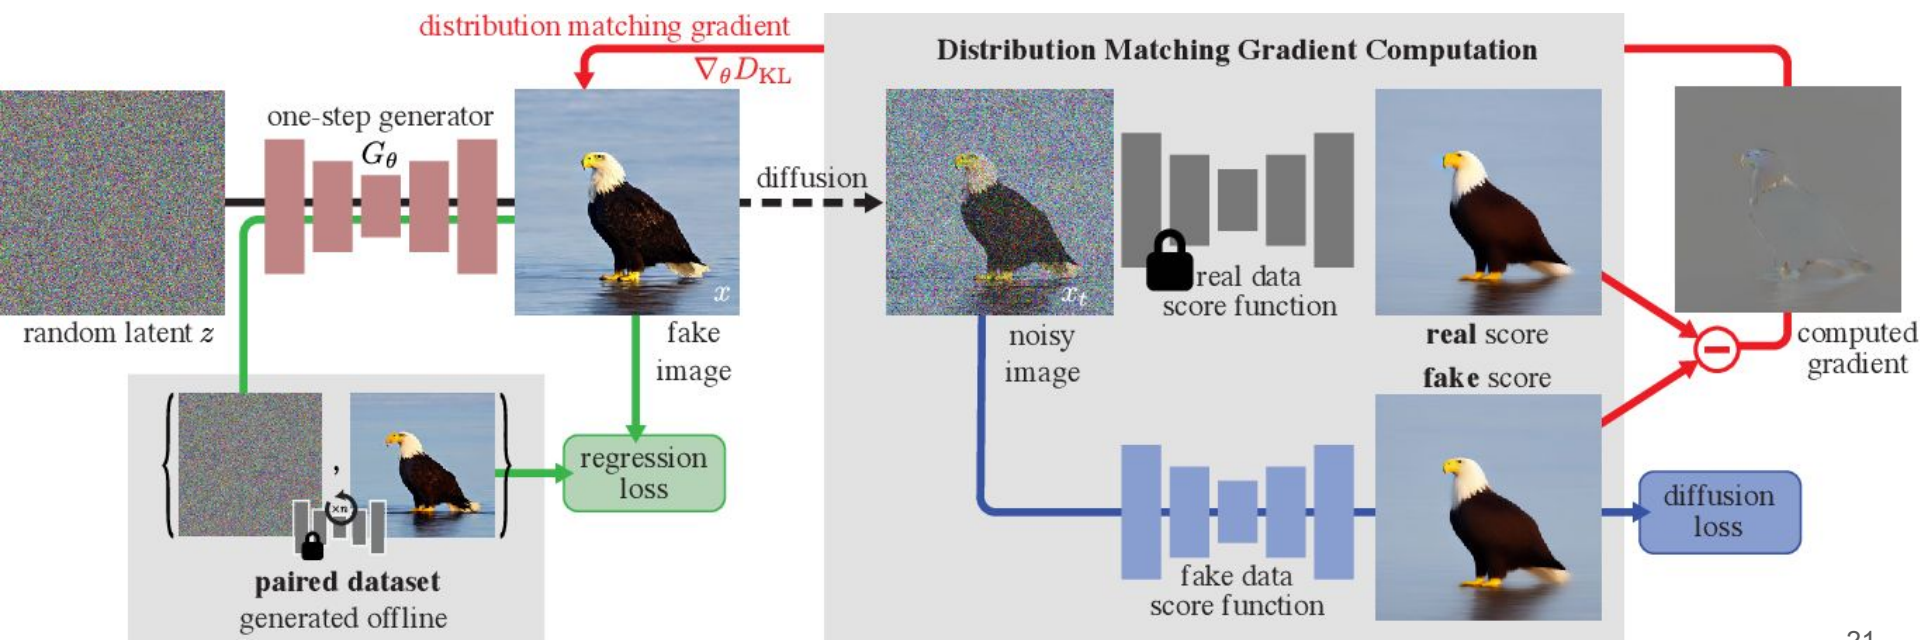 distribution matching gradient
∇θ D_KL
Distribution Matching Gradient Computation
one-step generator
Gθ
diffusion
x
x_t
real data
score function
random latent z
fake
image
noisy
image
real score
fake score
computed
gradient
,
×n
regression
loss
diffusion
loss
paired dataset
generated offline
fake data
score function